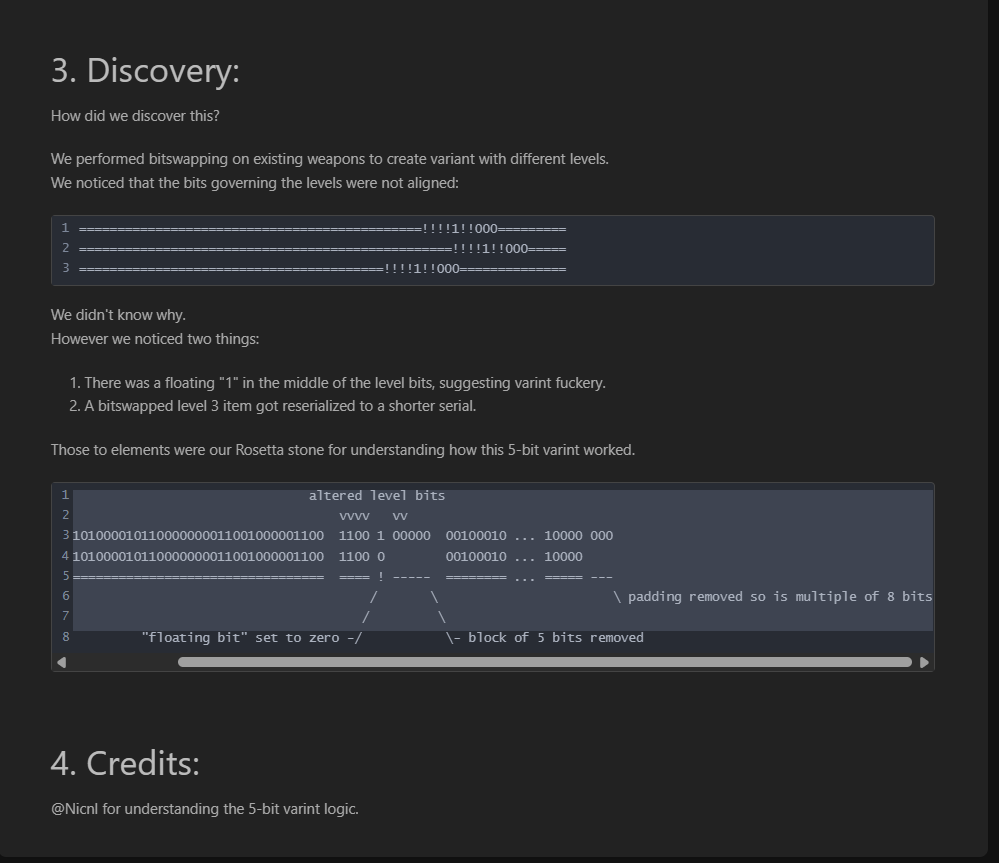 3. Discovery:
How did we discover this?
We performed bitswapping on existing weapons to create variant with different levels.
We noticed that the bits governing the levels were not aligned:
1 =============================================!!!!1!!000=========
2 =================================================!!!!1!!000=====
3 ========================================!!!!1!!000==============
We didn't know why.
However we noticed two things:
1. There was a floating "1" in the middle of the level bits, suggesting varint fuckery.
2. A bitswapped level 3 item got reserialized to a shorter serial.
Those to elements were our Rosetta stone for understanding how this 5-bit varint worked.
1                                altered level bits
2                                    vvvv   vv
3 101000010110000000011001000001100  1100 1 00000  00100010 ... 10000 000
4 101000010110000000011001000001100  1100 0        00100010 ... 10000
5 =================================  ==== ! -----  ======== ... ===== ---
6                                        /       \                       \ padding removed so is multiple of 8 bits
7                                       /         \
8          "floating bit" set to zero -/           \- block of 5 bits removed
4. Credits:
@Nicnl for understanding the 5-bit varint logic.